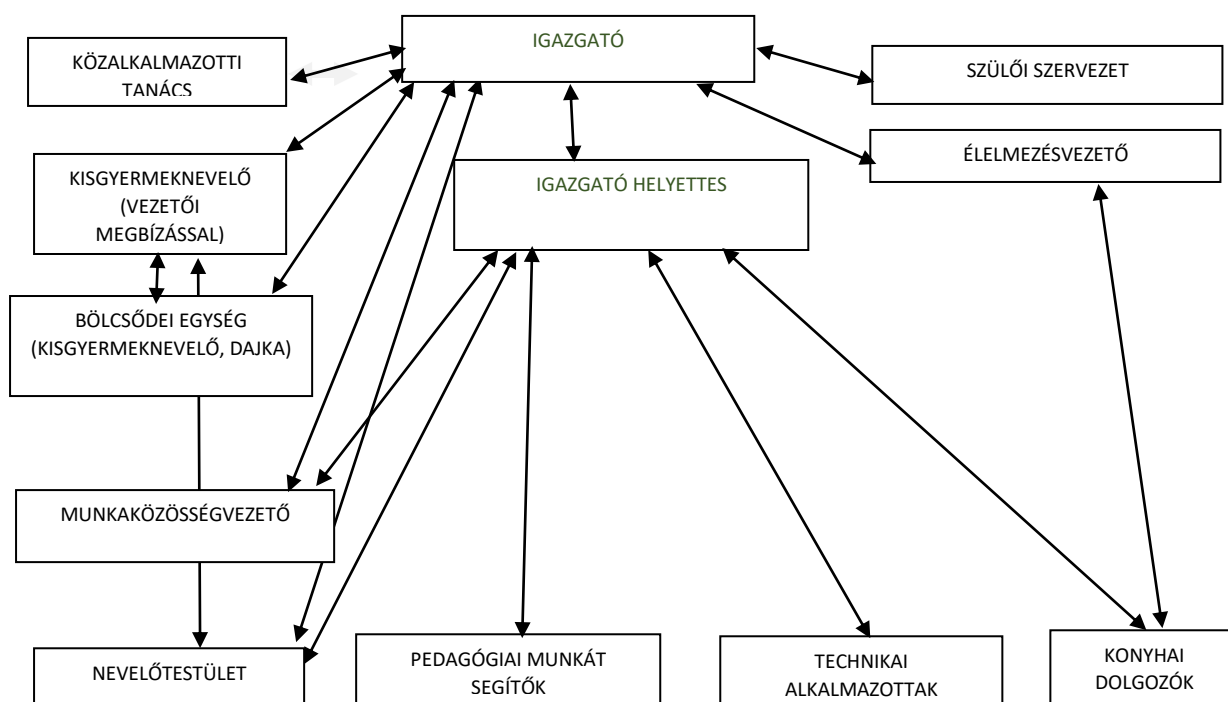 IGAZGATÓ
KÖZALKALMAZOTTI
TANÁCS
SZÜLŐI SZERVEZET
ÉLELMEZÉSVEZETŐ
KISGYERMEKNEVELŐ
(VEZETŐI
MEGBÍZÁSSAL)
IGAZGATÓ HELYETTES
BÖLCSŐDEI EGYSÉG
(KISGYERMEKNEVELŐ, DAJKA)
MUNKAKÖZÖSSÉGVEZETŐ
NEVELŐTESTÜLET
PEDAGÓGIAI MUNKÁT
SEGÍTŐK
TECHNIKAI
ALKALMAZOTTAK
KONYHAI
DOLGOZÓK